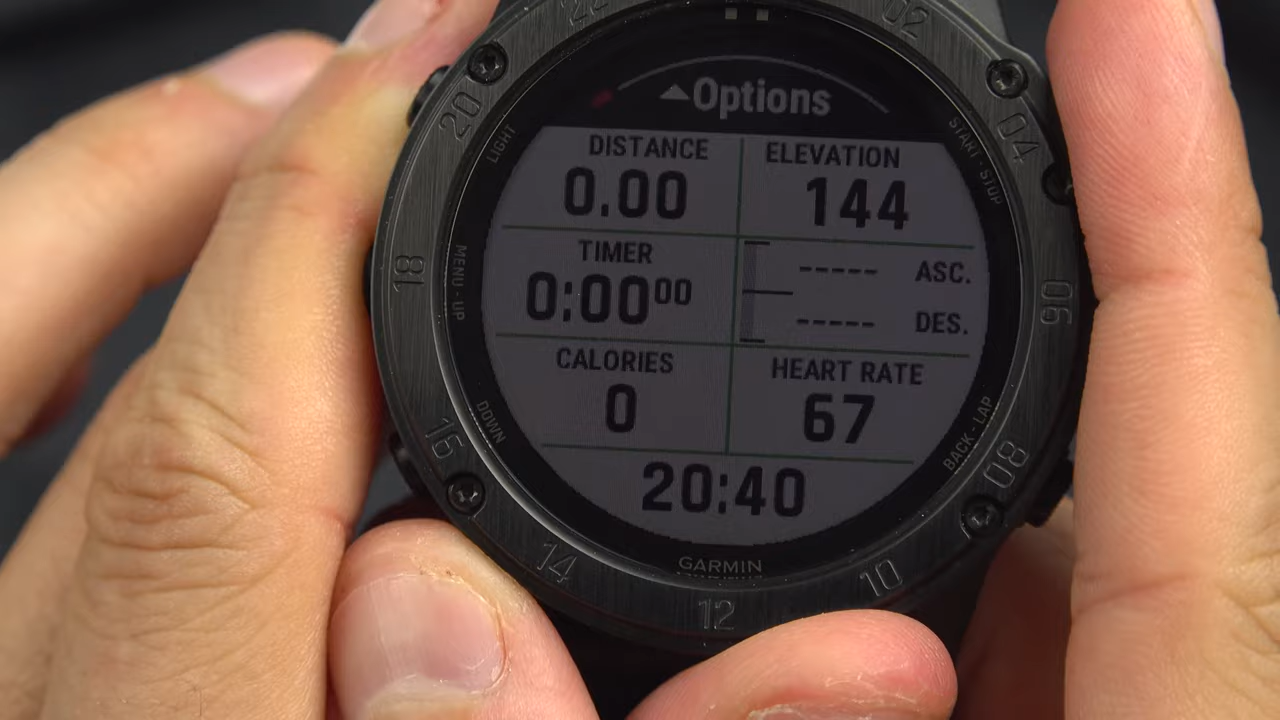 22
02
Options
20
04
LIGHT
START · STOP
DISTANCE
ELEVATION
0.00
144
TIMER
0:00 00
----- ASC.
----- DES.
18
06
MENU - UP
CALORIES
HEART RATE
0
67
DOWN
BACK - LAP
16
08
20:40
GARMIN
14
10
12